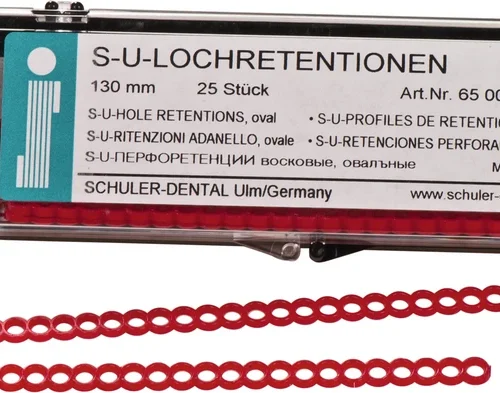 S-U-LOCHRETENTIONEN
130 mm 25 Stück Art.Nr. 65 00
S-U-HOLE RETENTIONS, oval • S-U-PROFILES DE RETENTI
S-U-RITENZIONI ADANELLO, ovale • S-U-RETENCIONES PERFORA
S-U-ПЕРФОРЕТЕНЦИИ восковые, овальные
SCHULER-DENTAL Ulm/Germany www.schuler-